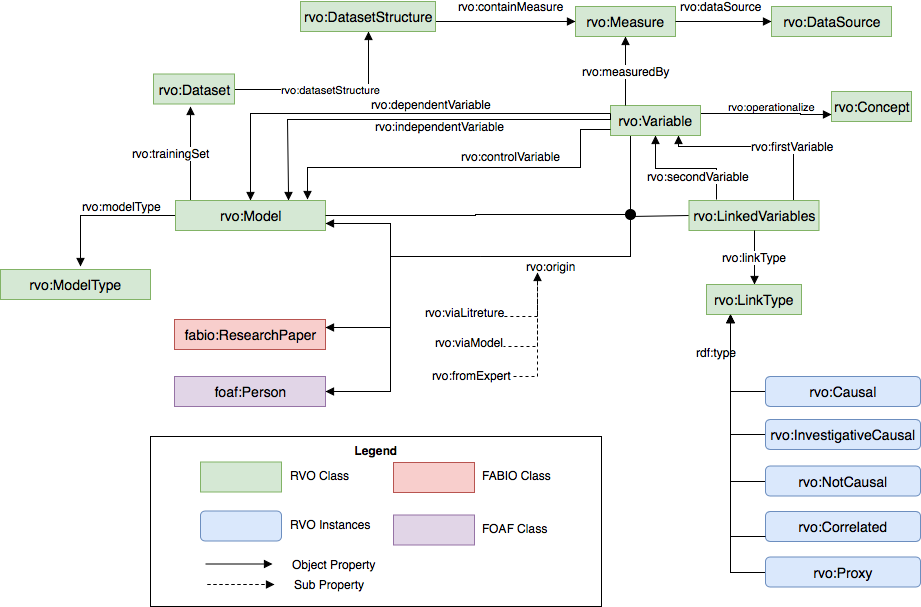 rvo:DatasetStructure
rvo:containMeasure
rvo:Measure
rvo:dataSource
rvo:DataSource
rvo:measuredBy
rvo:Dataset
rvo:datasetStructure
rvo:dependentVariable
rvo:independentVariable
rvo:Variable
rvo:operationalize
rvo:Concept
rvo:trainingSet
rvo:controlVariable
rvo:firstVariable
rvo:secondVariable
rvo:modelType
rvo:Model
rvo:LinkedVariables
rvo:ModelType
rvo:origin
rvo:linkType
rvo:LinkType
rvo:viaLitreture
fabio:ResearchPaper
rvo:viaModel
rdf:type
rvo:fromExpert
foaf:Person
rvo:Causal
rvo:InvestigativeCausal
rvo:NotCausal
rvo:Correlated
rvo:Proxy
Legend
RVO Class
FABIO Class
RVO Instances
FOAF Class
Object Property
Sub Property